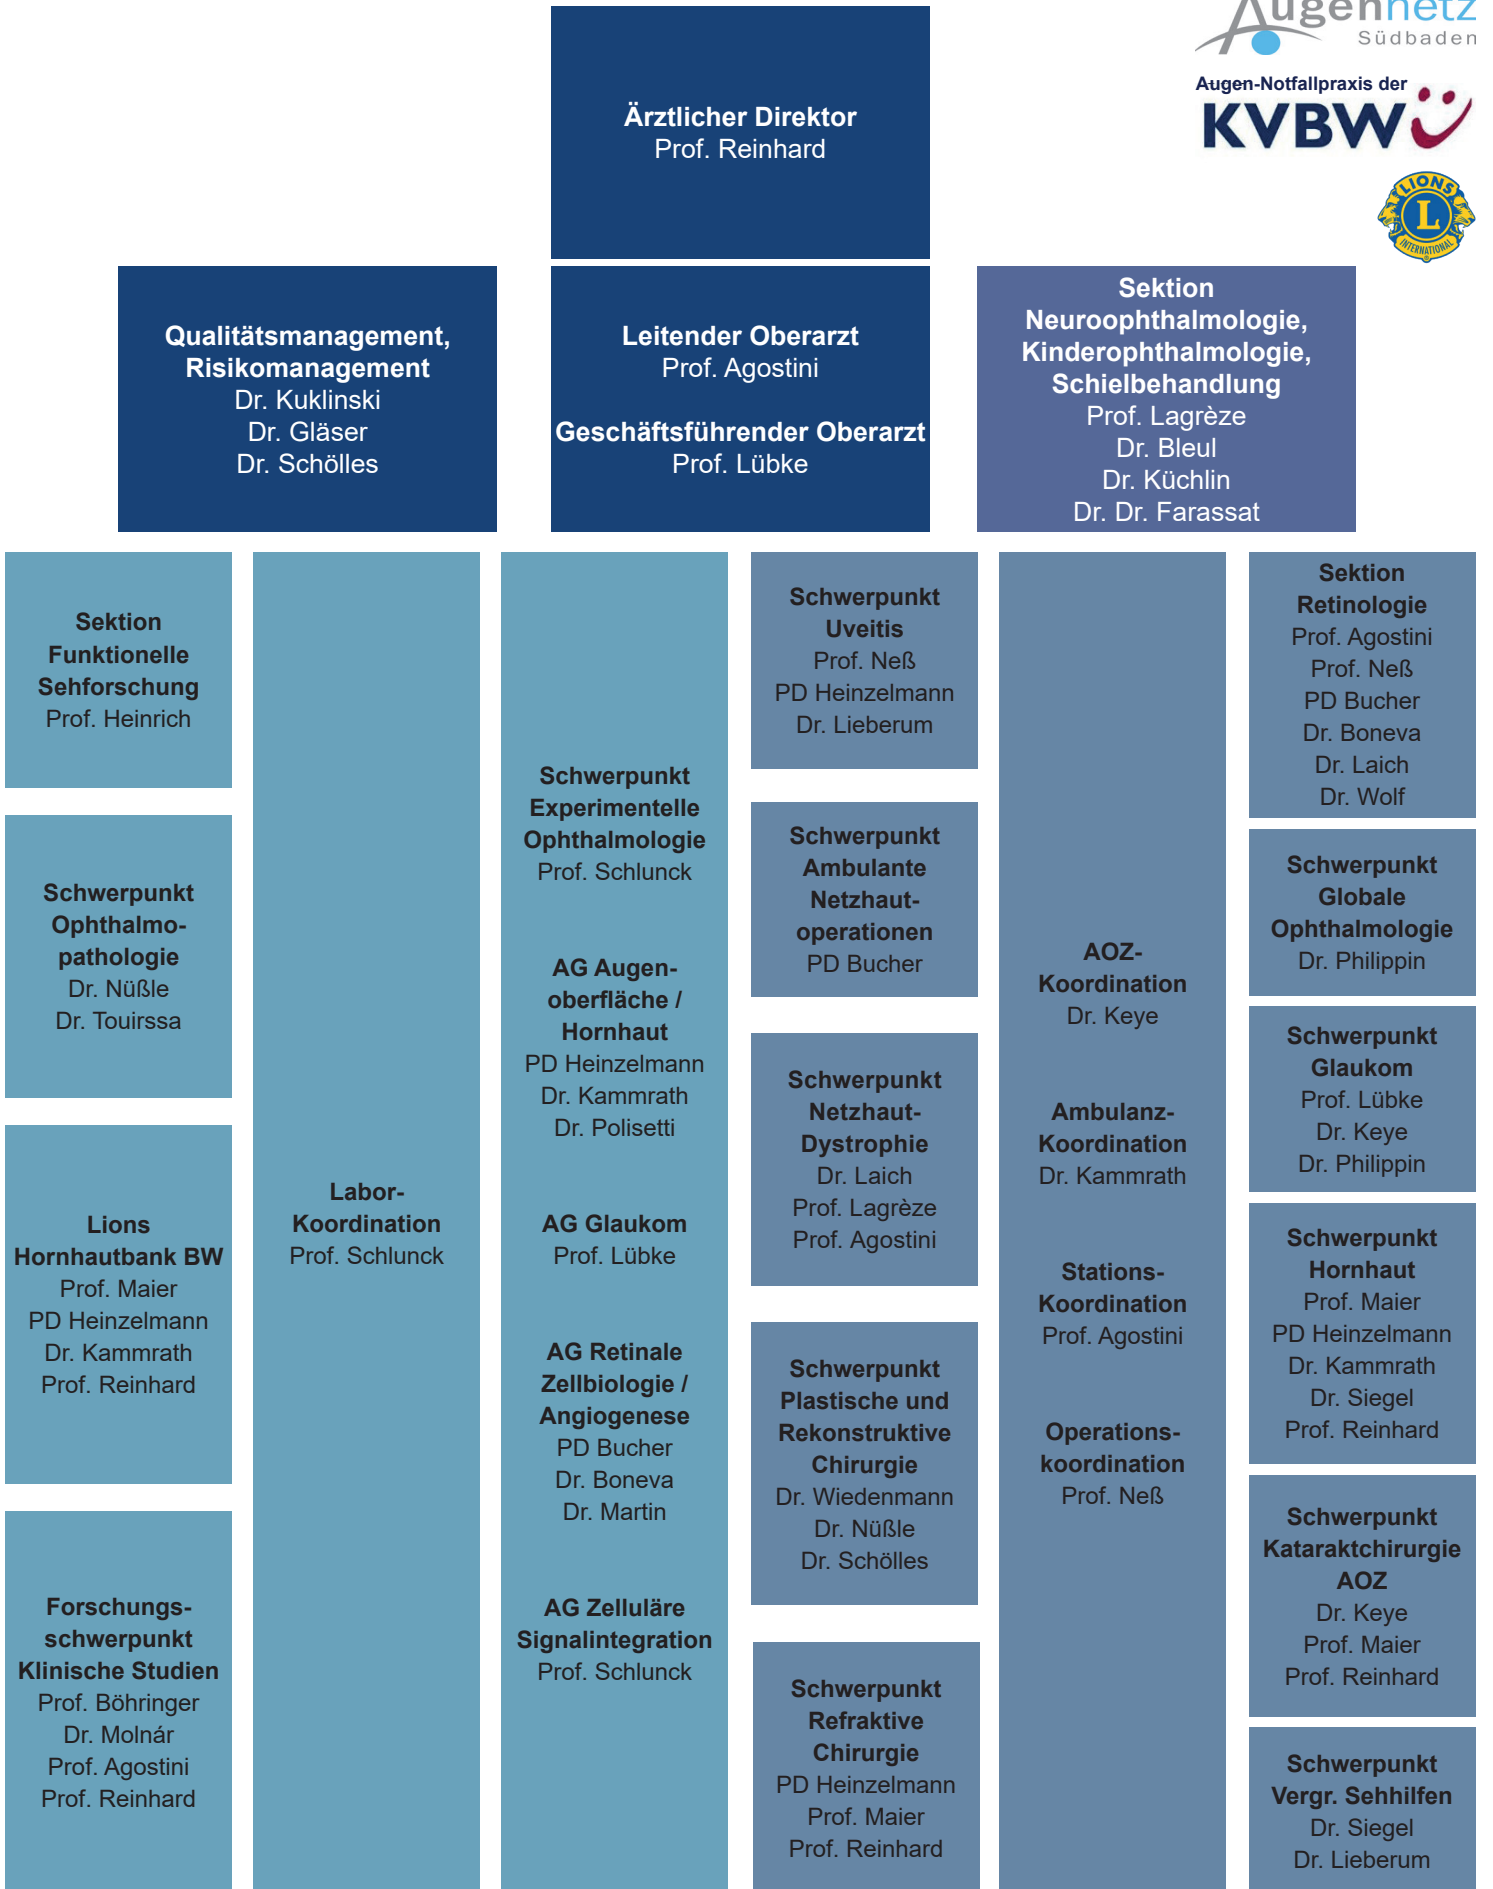 Augennetz
Südbaden
Augen-Notfallpraxis der
KVBW
LIONS
L
INTERNATIONAL
Ärztlicher Direktor
Prof. Reinhard
Qualitätsmanagement,
Risikomanagement
Dr. Kuklinski
Dr. Gläser
Dr. Schölles
Leitender Oberarzt
Prof. Agostini
Geschäftsführender Oberarzt
Prof. Lübke
Sektion
Neuroophthalmologie,
Kinderophthalmologie,
Schielbehandlung
Prof. Lagrèze
Dr. Bleul
Dr. Küchlin
Dr. Dr. Farassat
Sektion
Funktionelle
Sehforschung
Prof. Heinrich
Schwerpunkt
Ophthalmo-
pathologie
Dr. Nüßle
Dr. Touirssa
Lions
Hornhautbank BW
Prof. Maier
PD Heinzelmann
Dr. Kammrath
Prof. Reinhard
Forschungs-
schwerpunkt
Klinische Studien
Prof. Böhringer
Dr. Molnár
Prof. Agostini
Prof. Reinhard
Labor-
Koordination
Prof. Schlunck
Schwerpunkt
Experimentelle
Ophthalmologie
Prof. Schlunck
AG Augen-
oberfläche /
Hornhaut
PD Heinzelmann
Dr. Kammrath
Dr. Polisetti
AG Glaukom
Prof. Lübke
AG Retinale
Zellbiologie /
Angiogenese
PD Bucher
Dr. Boneva
Dr. Martin
AG Zelluläre
Signalintegration
Prof. Schlunck
Schwerpunkt
Uveitis
Prof. Neß
PD Heinzelmann
Dr. Lieberum
Schwerpunkt
Ambulante
Netzhaut-
operationen
PD Bucher
Schwerpunkt
Netzhaut-
Dystrophie
Dr. Laich
Prof. Lagrèze
Prof. Agostini
Schwerpunkt
Plastische und
Rekonstruktive
Chirurgie
Dr. Wiedenmann
Dr. Nüßle
Dr. Schölles
Schwerpunkt
Refraktive
Chirurgie
PD Heinzelmann
Prof. Maier
Prof. Reinhard
AOZ-
Koordination
Dr. Keye
Ambulanz-
Koordination
Dr. Kammrath
Stations-
Koordination
Prof. Agostini
Operations-
koordination
Prof. Neß
Sektion
Retinologie
Prof. Agostini
Prof. Neß
PD Bucher
Dr. Boneva
Dr. Laich
Dr. Wolf
Schwerpunkt
Globale
Ophthalmologie
Dr. Philippin
Schwerpunkt
Glaukom
Prof. Lübke
Dr. Keye
Dr. Philippin
Schwerpunkt
Hornhaut
Prof. Maier
PD Heinzelmann
Dr. Kammrath
Dr. Siegel
Prof. Reinhard
Schwerpunkt
Kataraktchirurgie
AOZ
Dr. Keye
Prof. Maier
Prof. Reinhard
Schwerpunkt
Vergr. Sehhilfen
Dr. Siegel
Dr. Lieberum